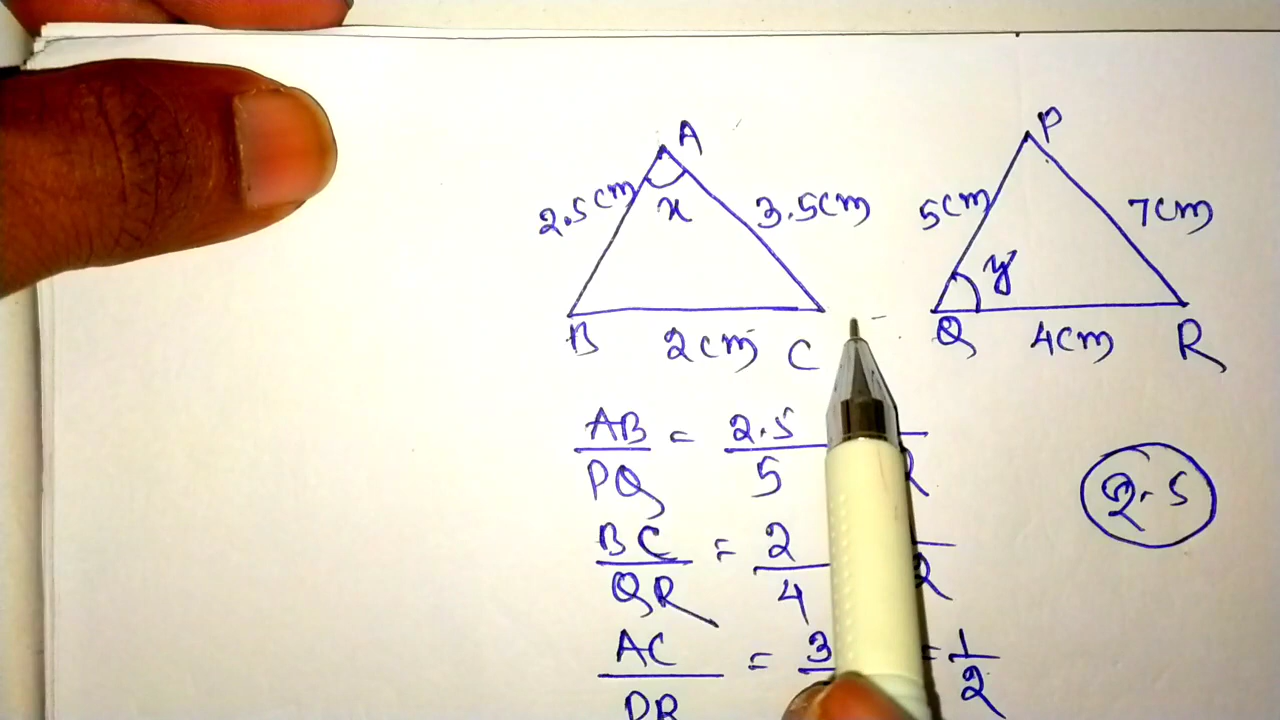 A P
2.5cm x 3.5cm 5cm y 7cm
B 2cm C Q 4cm R
AB/PQ = 2.5/5
2.5
BC/QR = 2/4
AC/PR = 3 = 1/2